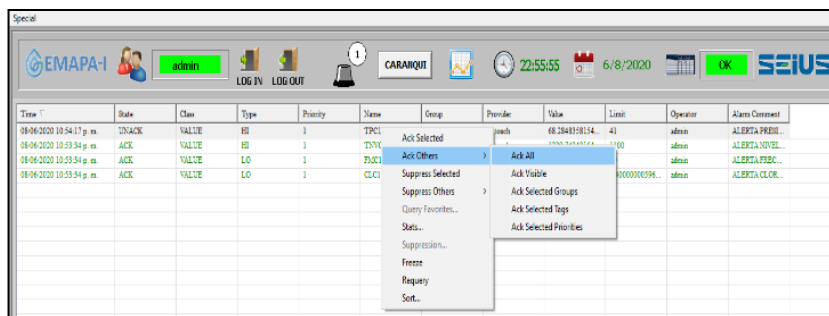 Special
EMAPA-I admin LOG IN LOG OUT 1 CARANQUI 22:55:55 6/8/2020 OK SEIUS
Time State Class Type Priority Name Group Provider Value Limit Operator Alarm Comment
08/06/2020 10:54:17 p. m. UNACK VALUE HI 1 TPC1 68.2848358154... 41 admin ALERTA PRESI...
08/06/2020 10:53:34 p. m. ACK VALUE HI 1 admin ALERTA NIVEL...
08/06/2020 10:53:54 p. m. ACK VALUE LO 1 admin ALERTA FREC...
08/06/2020 10:53:54 p. m. ACK VALUE LO 1 CLC1 admin ALERTA CLOR...
Ack Selected
Ack Others >
Suppress Selected
Suppress Others >
Query Favorites...
Stats...
Suppression...
Freeze
Requery
Sort...
Ack All
Ack Visible
Ack Selected Groups
Ack Selected Tags
Ack Selected Priorities